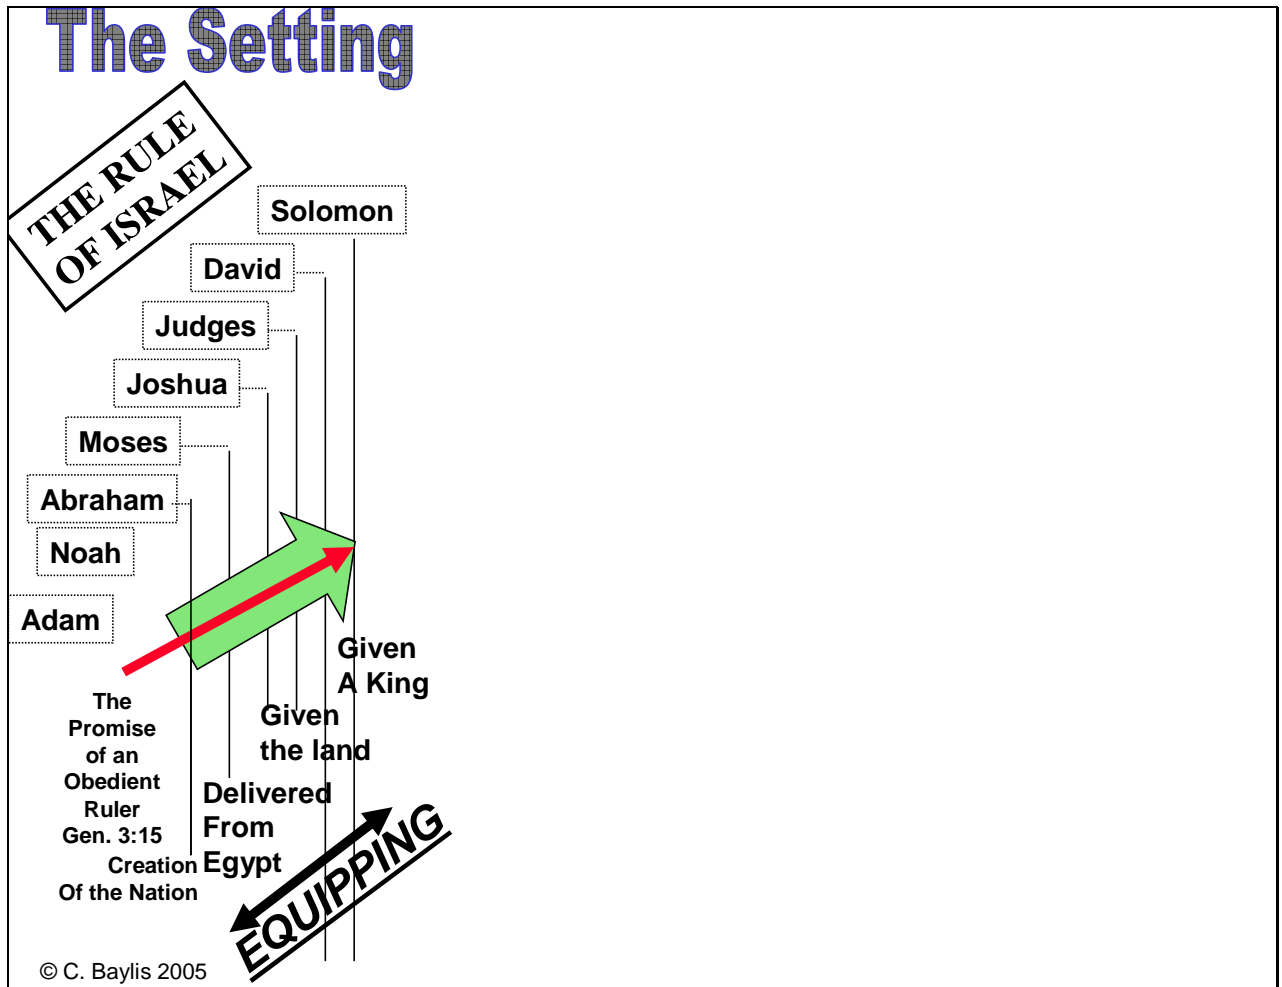 The Setting
THE RULE
OF ISRAEL
Solomon
David
Judges
Joshua
Moses
Abraham
Noah
Adam
Given
A King
The
Promise
of an
Obedient
Ruler
Gen. 3:15
Given
the land
Delivered
From
Egypt
Creation
Of the Nation
EQUIPPING
© C. Baylis 2005